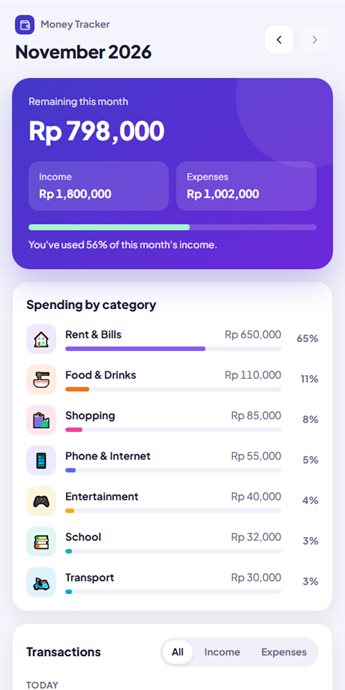 Money Tracker
November 2026
Remaining this month
Rp 798,000
Income
Rp 1,800,000
Expenses
Rp 1,002,000
You've used 56% of this month's income.
Spending by category
Rent & Bills Rp 650,000 65%
Food & Drinks Rp 110,000 11%
Shopping Rp 85,000 8%
Phone & Internet Rp 55,000 5%
Entertainment Rp 40,000 4%
School Rp 32,000 3%
Transport Rp 30,000 3%
Transactions All Income Expenses
TODAY